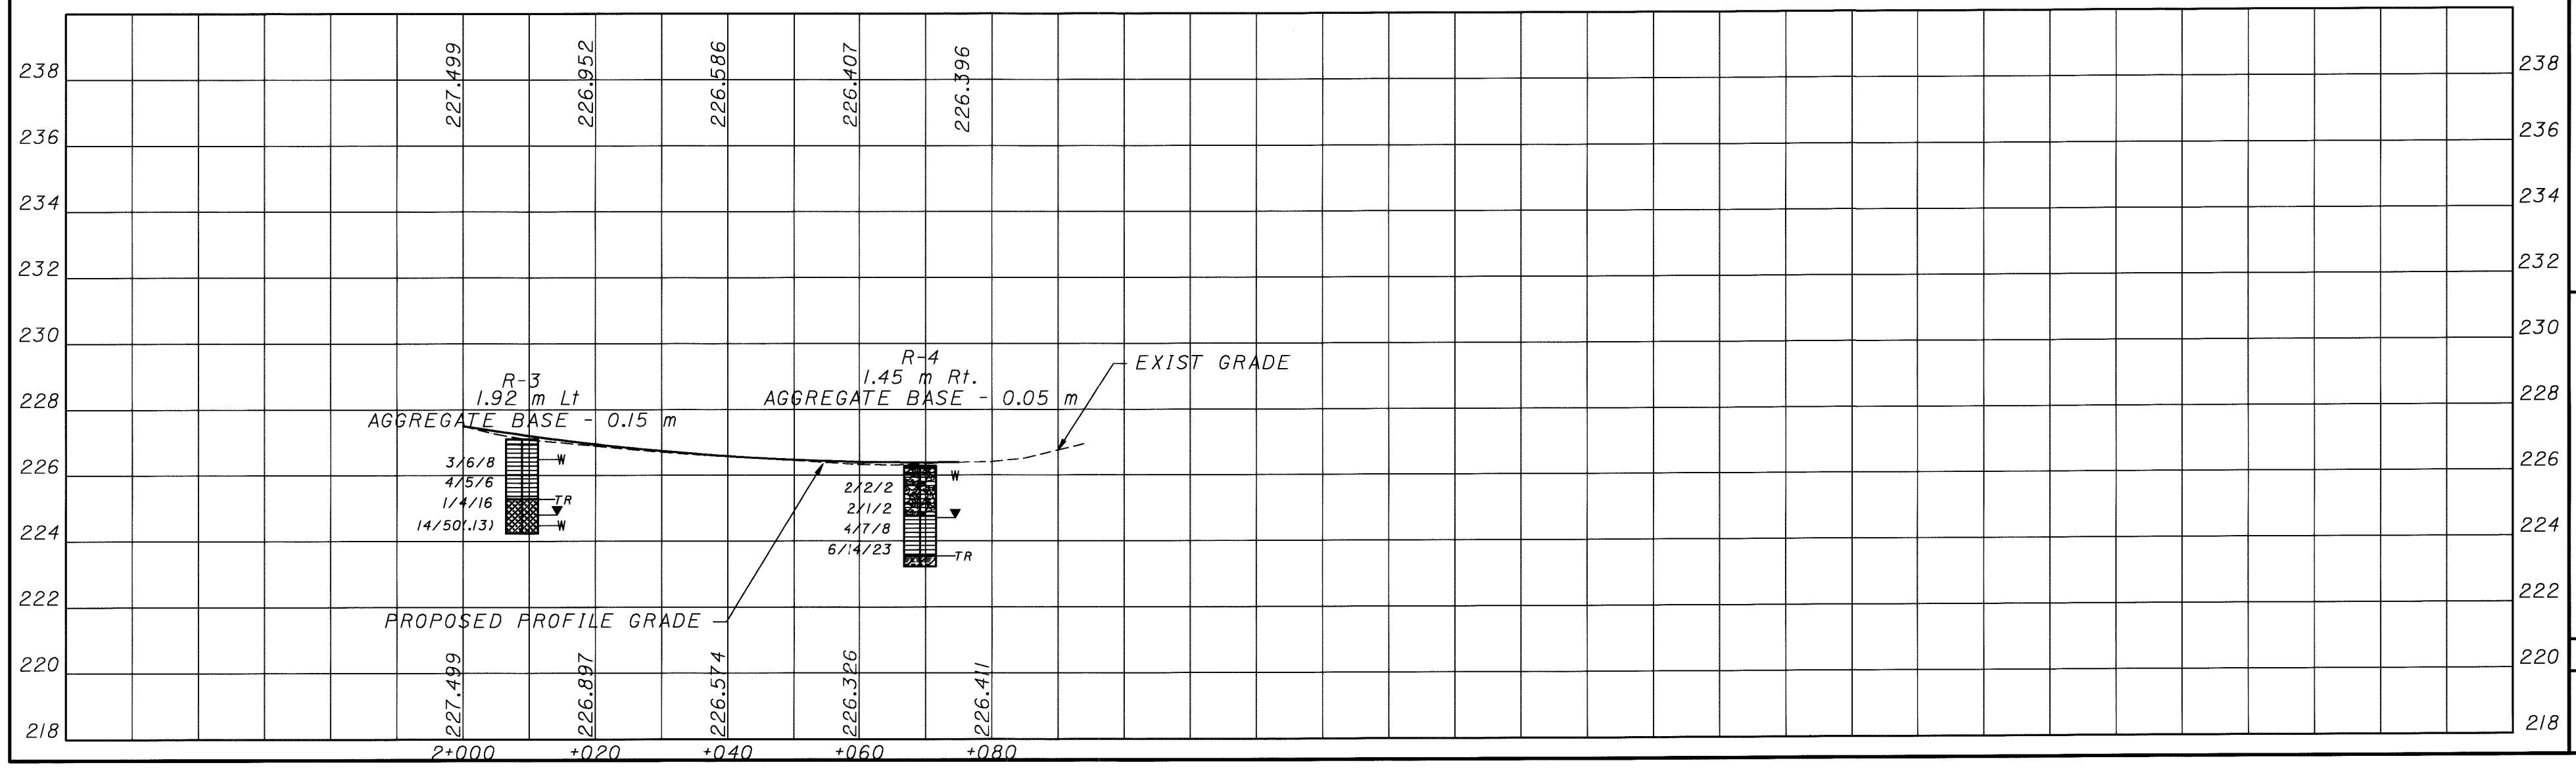 227.499 226.952 226.586 226.407 226.396
238 238
236 236
234 234
232 232
230 230
R-4
EXIST GRADE
R-3
1.45 m Rt.
1.92 m Lt
AGGREGATE BASE - 0.05 m
228 228
AGGREGATE BASE - 0.15 m
3/6/8 W
226 W 226
4/5/6 2/2/2
1/4/16 TR 2/1/2
14/50(.13) W 4/7/8
224 224
6/14/23 TR
222 222
PROPOSED PROFILE GRADE
220 220
227.499 226.897 226.574 226.326 226.411
218 218
2+000 +020 +040 +060 +080